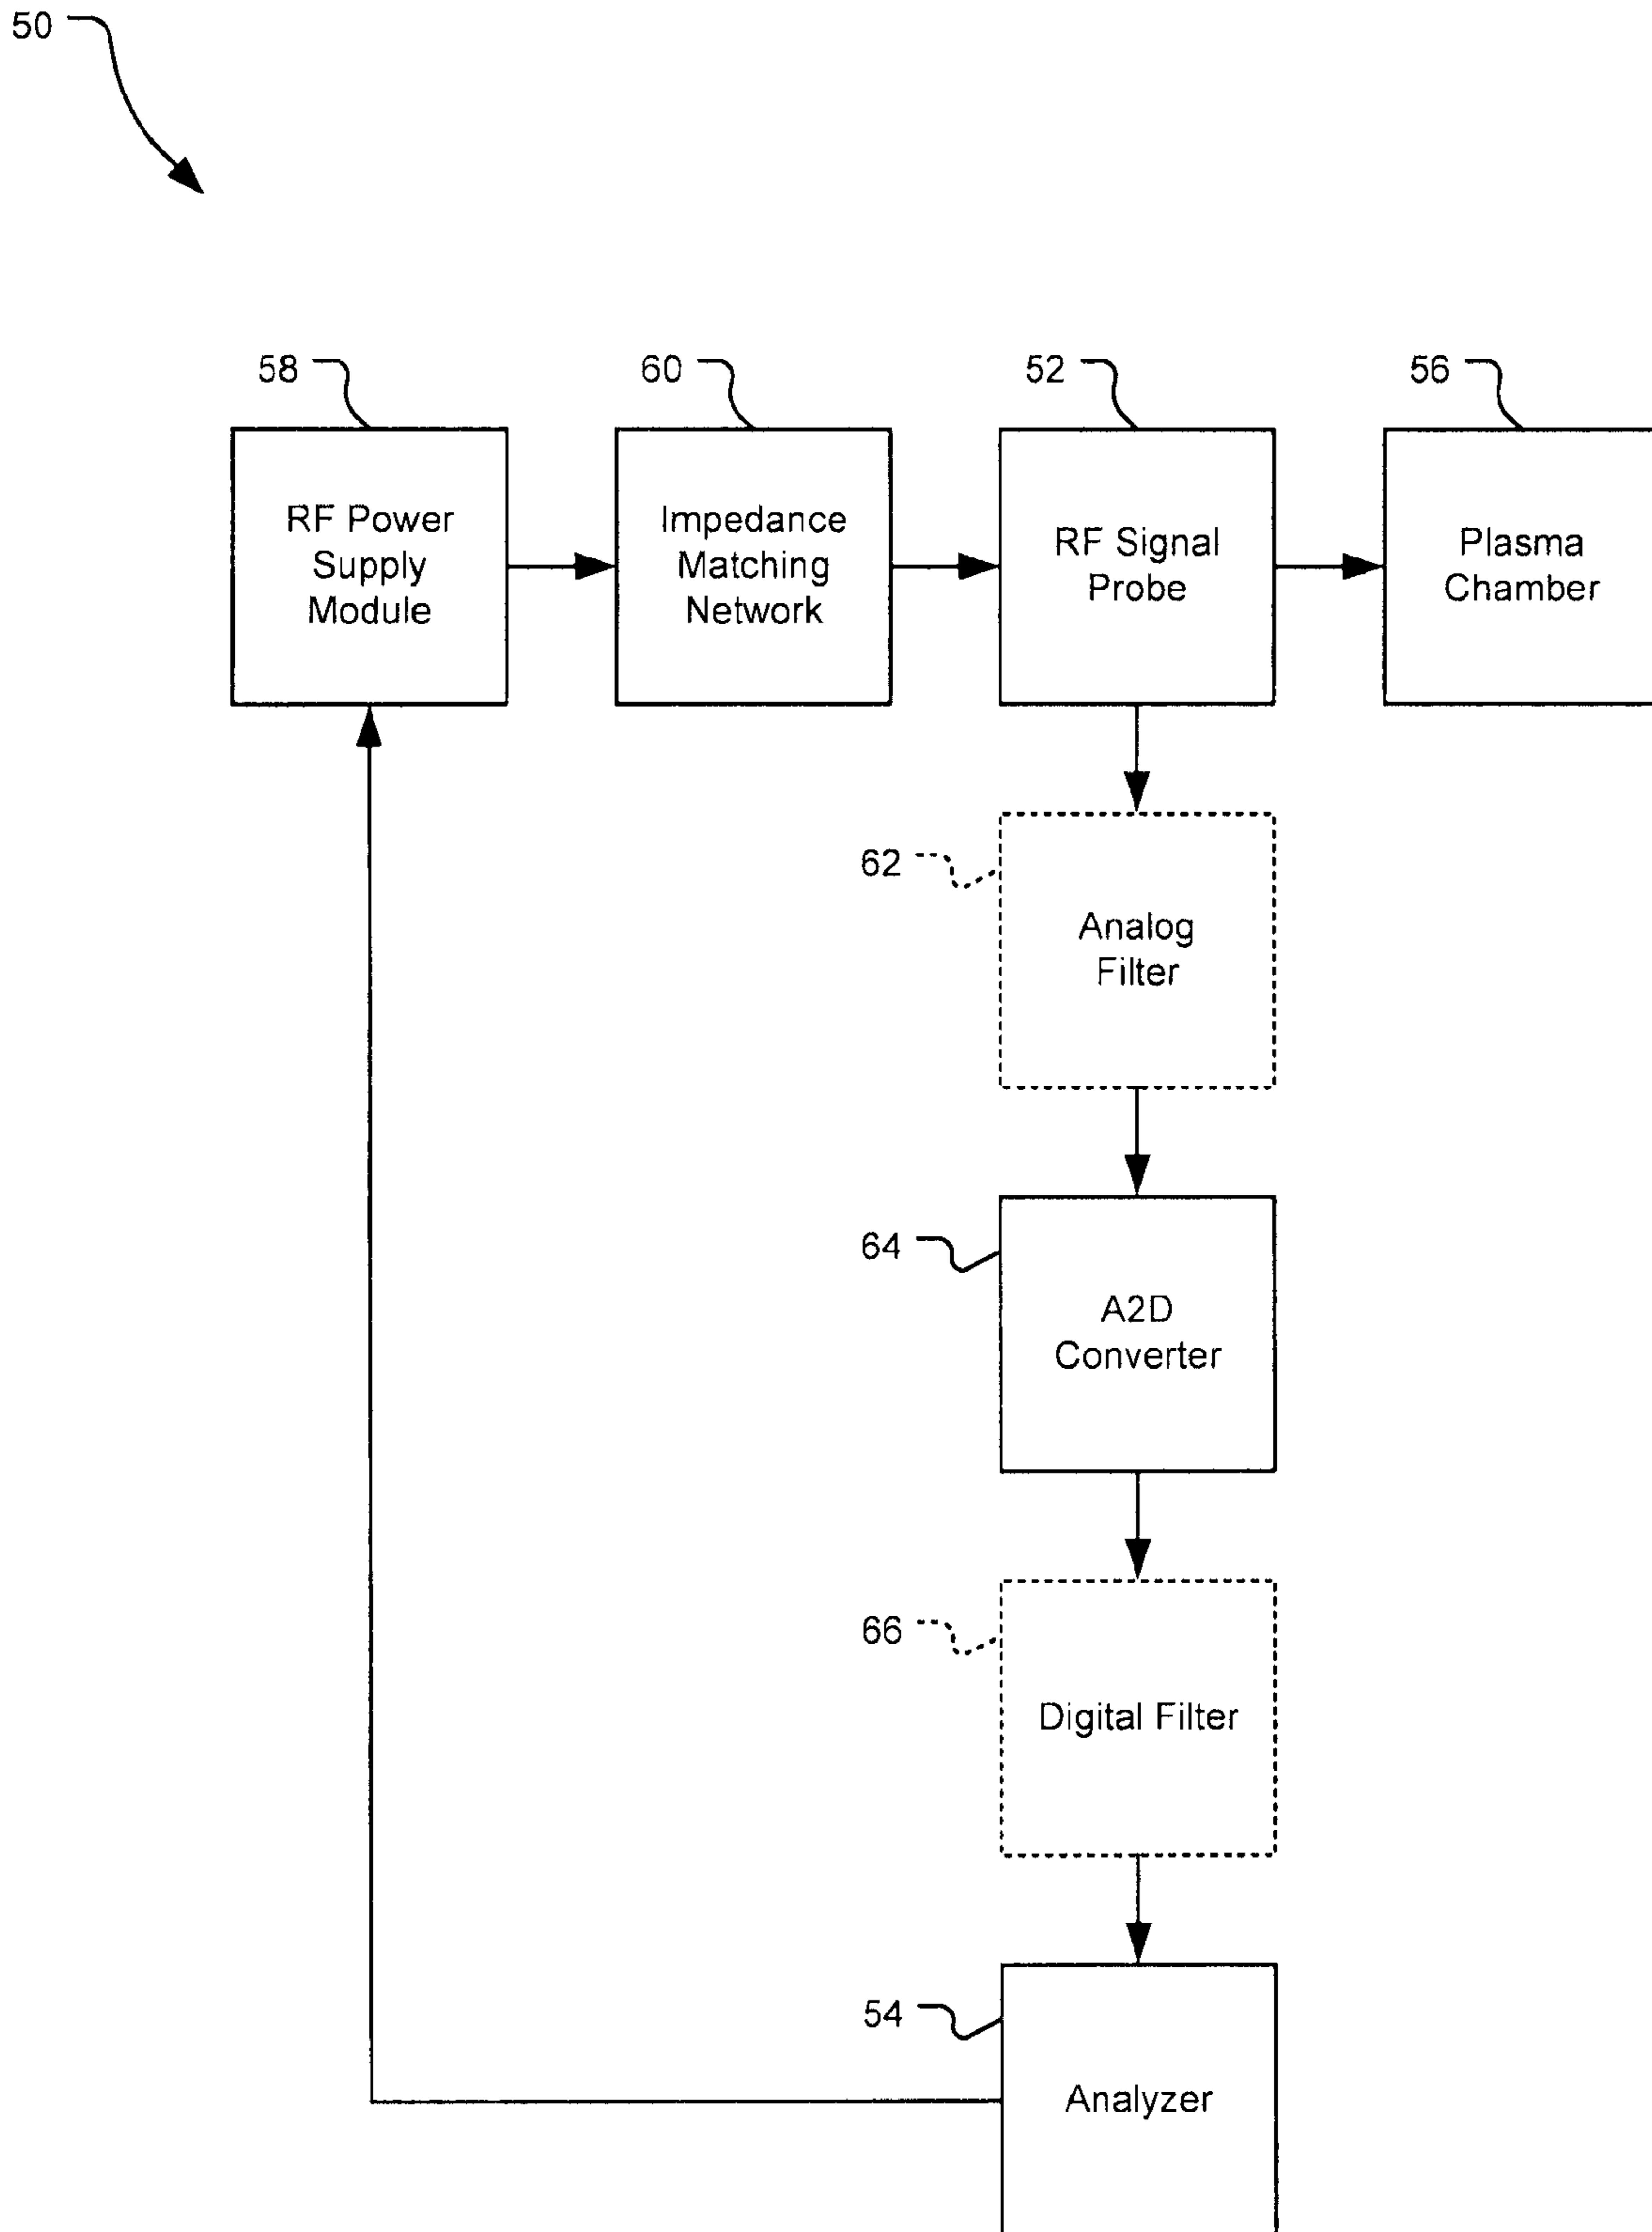 50
58
60
52
56
RF Power
Supply
Module
Impedance
Matching
Network
RF Signal
Probe
Plasma
Chamber
62
Analog
Filter
64
A2D
Converter
66
Digital Filter
54
Analyzer